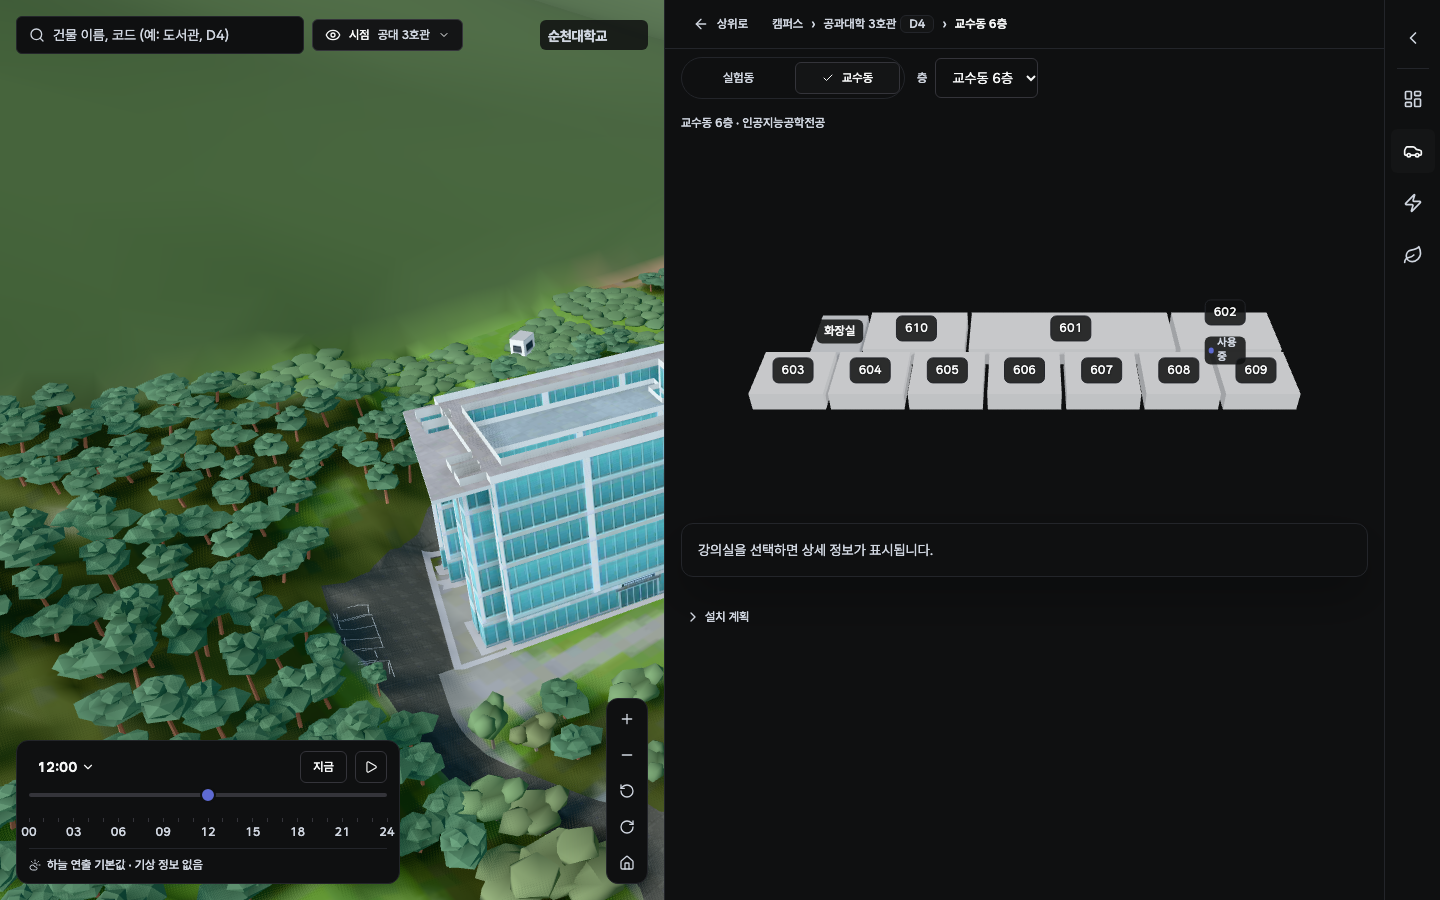 건물 이름, 코드 (예: 도서관, D4)
시점 공대 3호관
순천대학교
상위로 캠퍼스 › 공과대학 3호관 D4 › 교수동 6층
실험동 교수동 층 교수동 6층
교수동 6층 · 인공지능공학전공
602
화장실 610 601
사용
중
603 604 605 606 607 608 609
강의실을 선택하면 상세 정보가 표시됩니다.
설치 계획
12:00 지금
00 03 06 09 12 15 18 21 24
하늘 연출 기본값 · 기상 정보 없음